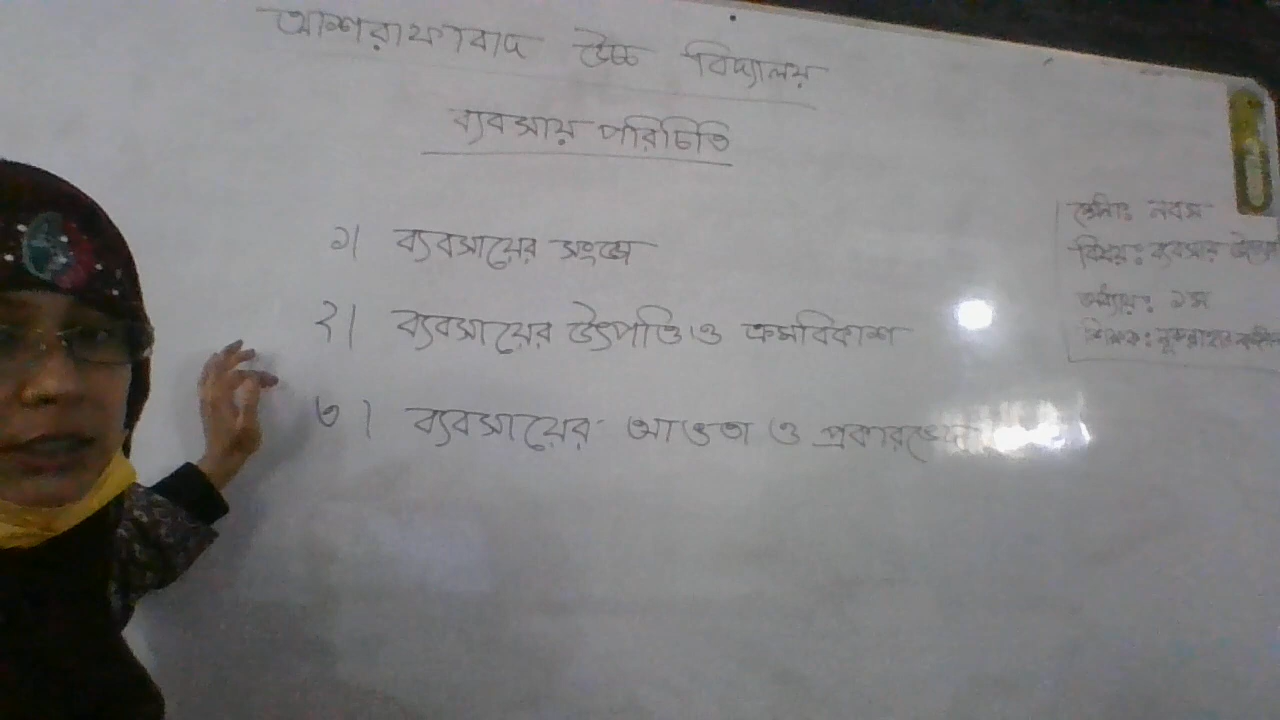 আশরাফাবাদ উচ্চ বিদ্যালয়
ব্যবসায় পরিচিতি
১। ব্যবসায়ের সংজ্ঞা
২। ব্যবসায়ের উৎপত্তি ও ক্রমবিকাশ
৩। ব্যবসায়ের আওতা ও প্রকারভেদ
শ্রেনিঃ নবম
বিষয়: ব্যবসায়
অধ্যায়: ১ম
শিক্ষক: